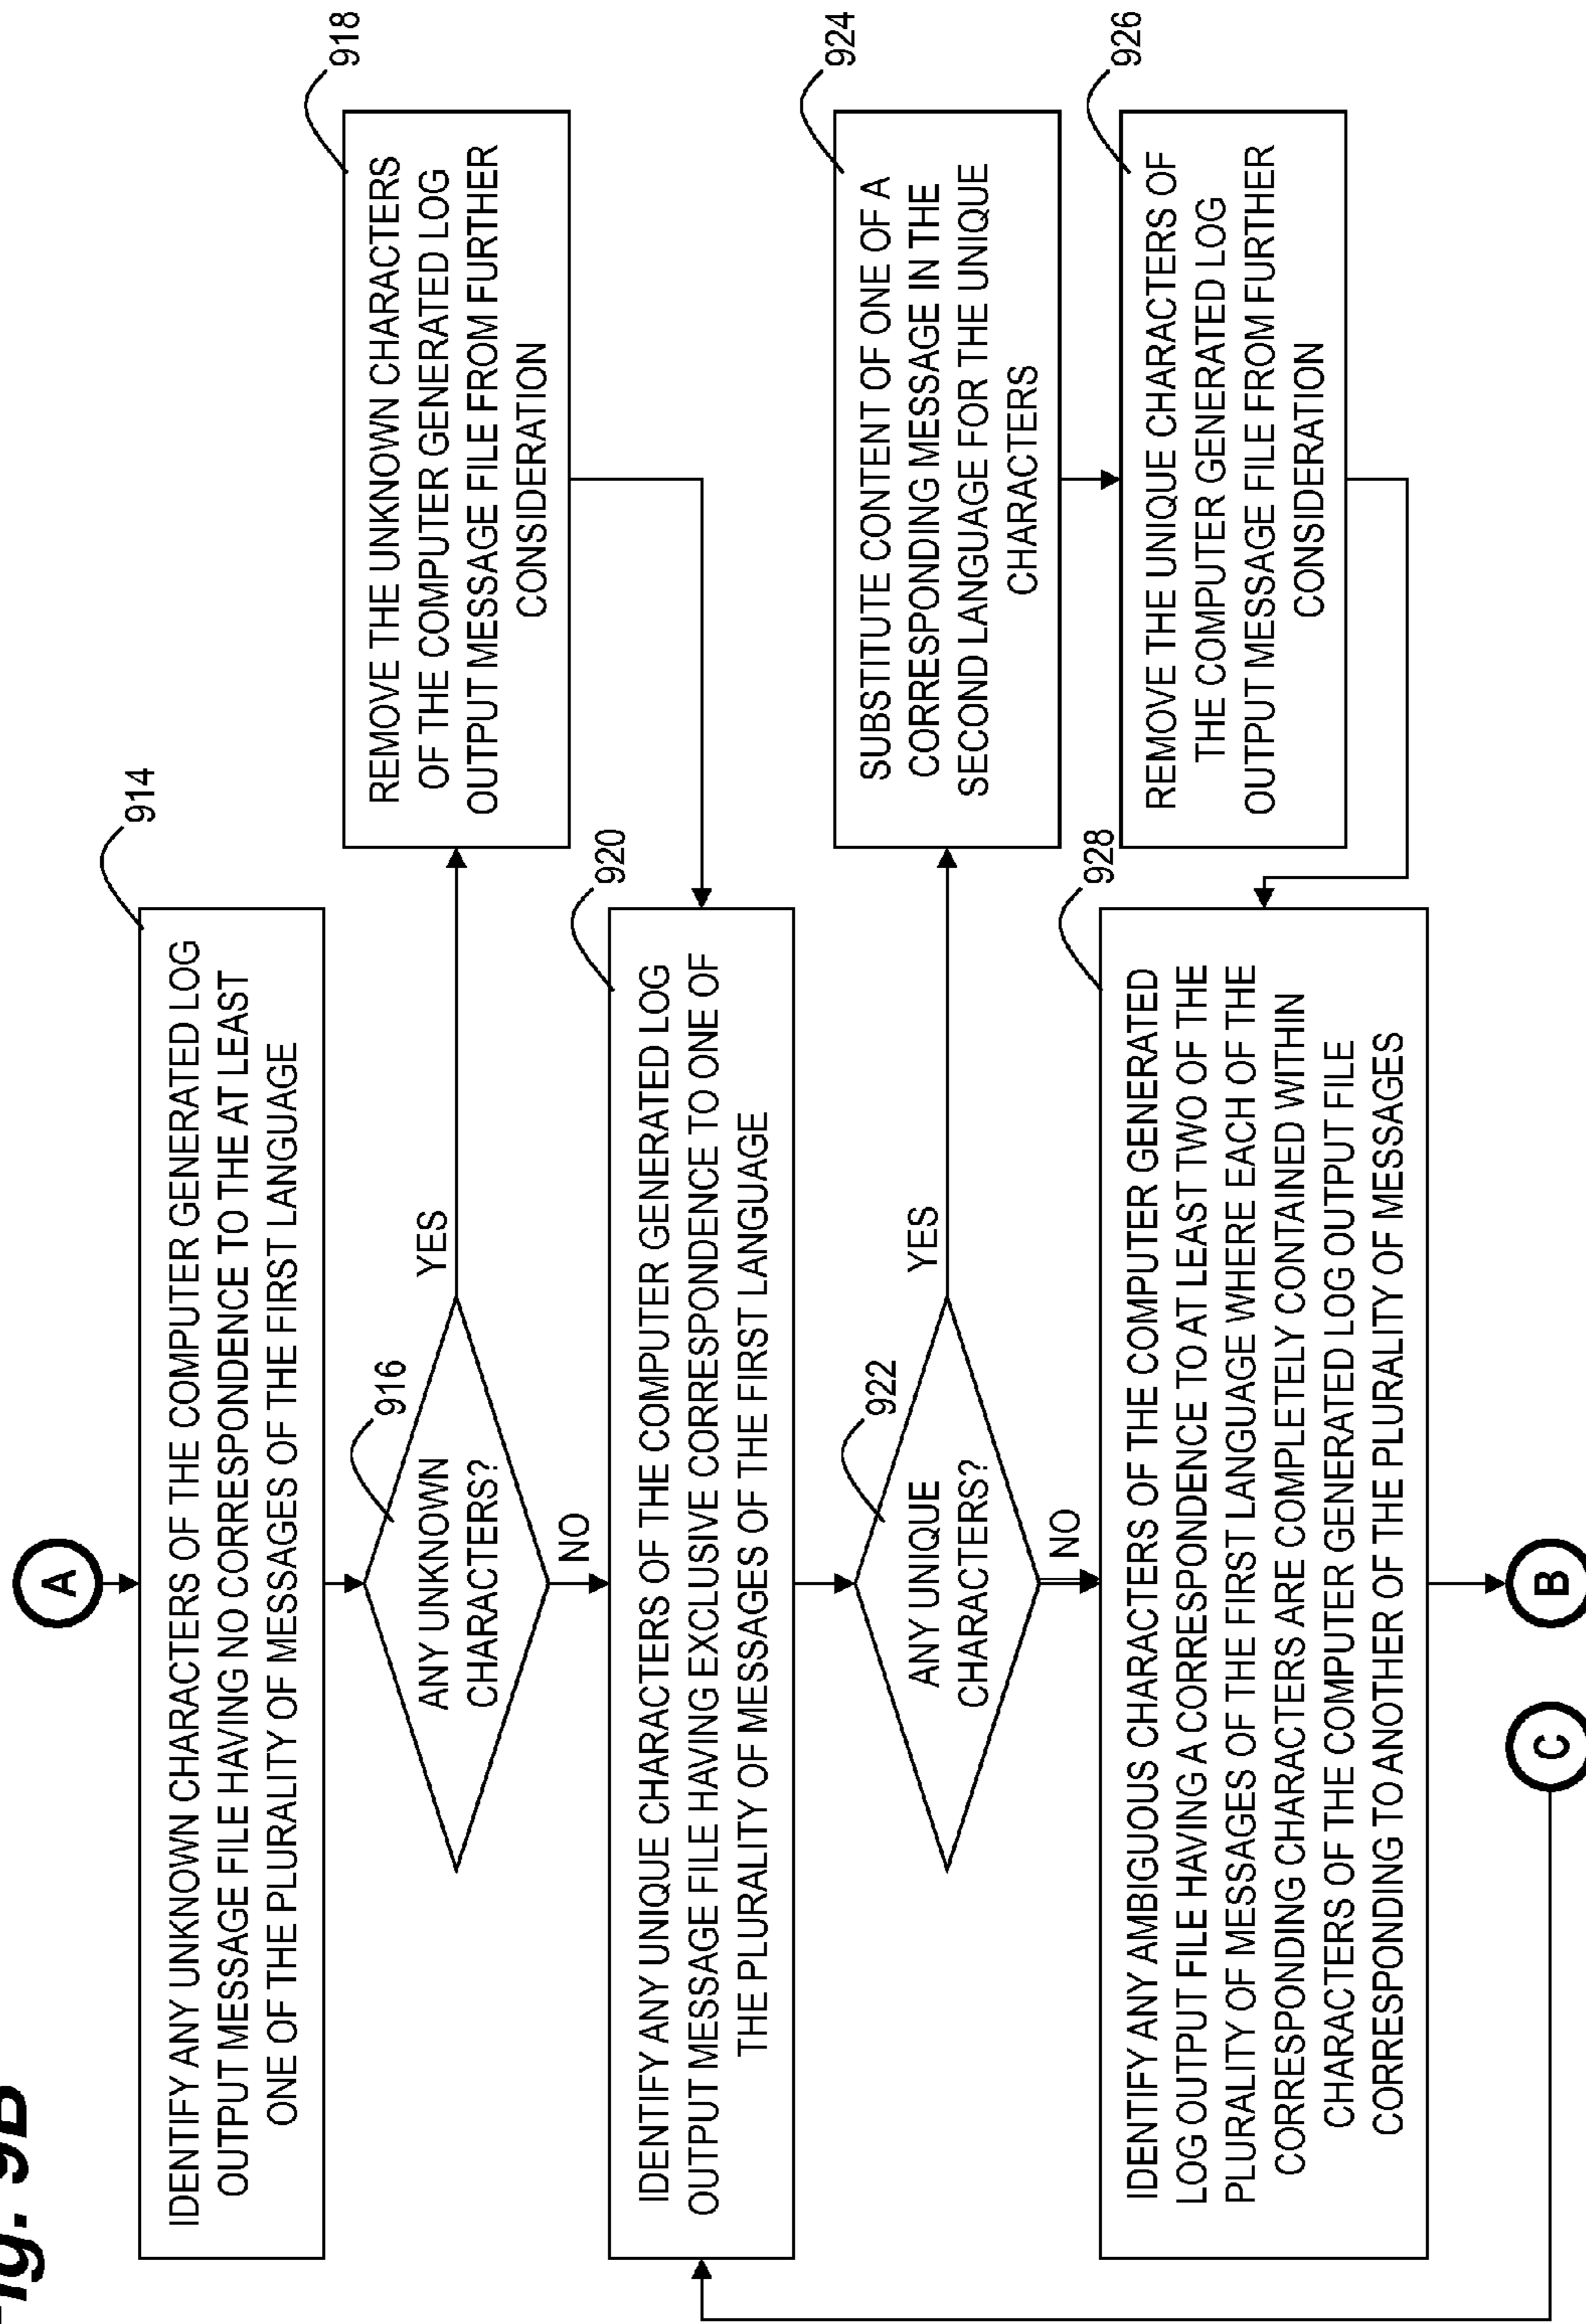 Fig. 9B
A
914
IDENTIFY ANY UNKNOWN CHARACTERS OF THE COMPUTER GENERATED LOG
OUTPUT MESSAGE FILE HAVING NO CORRESPONDENCE TO THE AT LEAST
ONE OF THE PLURALITY OF MESSAGES OF THE FIRST LANGUAGE
916
ANY UNKNOWN
CHARACTERS?
YES
NO
918
REMOVE THE UNKNOWN CHARACTERS
OF THE COMPUTER GENERATED LOG
OUTPUT MESSAGE FILE FROM FURTHER
CONSIDERATION
920
IDENTIFY ANY UNIQUE CHARACTERS OF THE COMPUTER GENERATED LOG
OUTPUT MESSAGE FILE HAVING EXCLUSIVE CORRESPONDENCE TO ONE OF
THE PLURALITY OF MESSAGES OF THE FIRST LANGUAGE
922
ANY UNIQUE
CHARACTERS?
YES
NO
924
SUBSTITUTE CONTENT OF ONE OF A
CORRESPONDING MESSAGE IN THE
SECOND LANGUAGE FOR THE UNIQUE
CHARACTERS
926
REMOVE THE UNIQUE CHARACTERS OF
THE COMPUTER GENERATED LOG
OUTPUT MESSAGE FILE FROM FURTHER
CONSIDERATION
928
IDENTIFY ANY AMBIGUOUS CHARACTERS OF THE COMPUTER GENERATED
LOG OUTPUT FILE HAVING A CORRESPONDENCE TO AT LEAST TWO OF THE
PLURALITY OF MESSAGES OF THE FIRST LANGUAGE WHERE EACH OF THE
CORRESPONDING CHARACTERS ARE COMPLETELY CONTAINED WITHIN
CHARACTERS OF THE COMPUTER GENERATED LOG OUTPUT FILE
CORRESPONDING TO ANOTHER OF THE PLURALITY OF MESSAGES
C
B